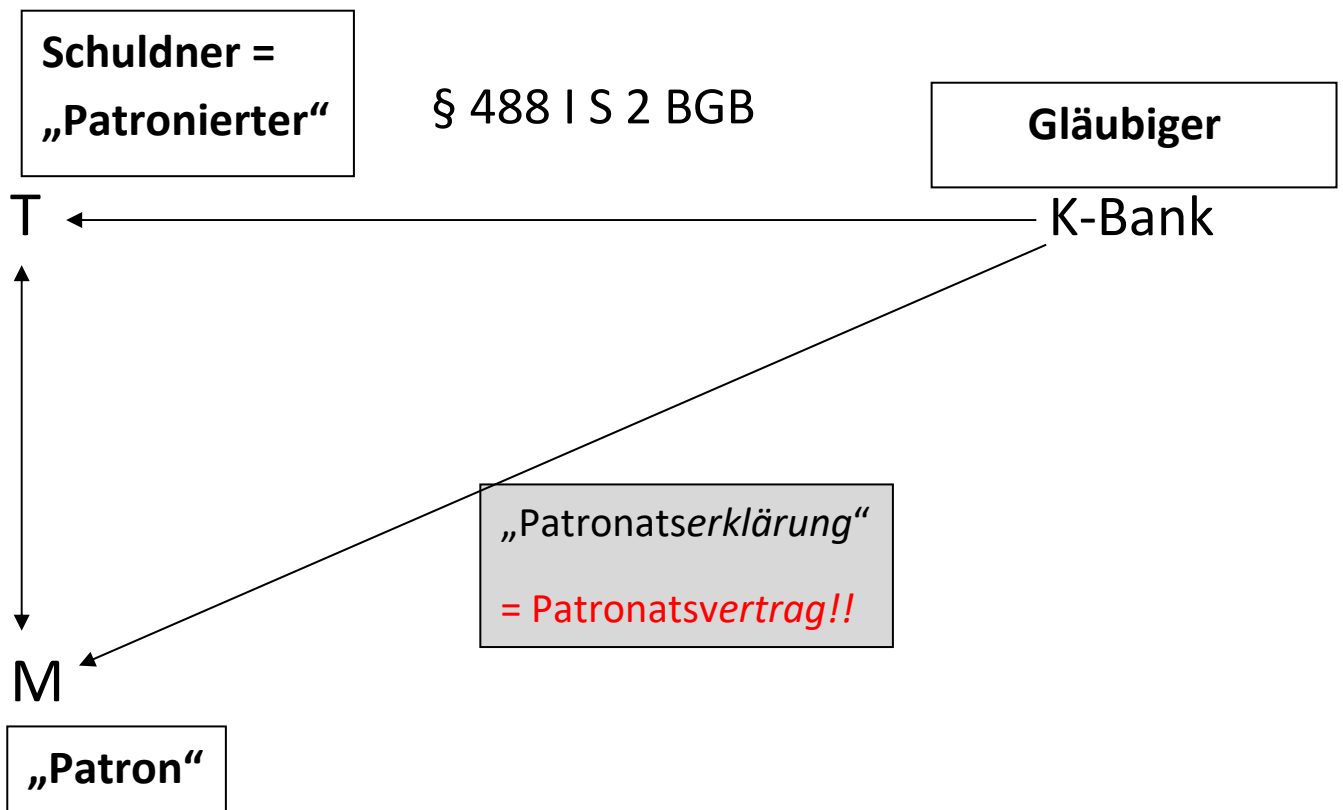 Schuldner =
„Patronierter“
§ 488 I S 2 BGB
Gläubiger
T
K-Bank
„Patronatserklärung“
= Patronatsvertrag!!
M
„Patron“